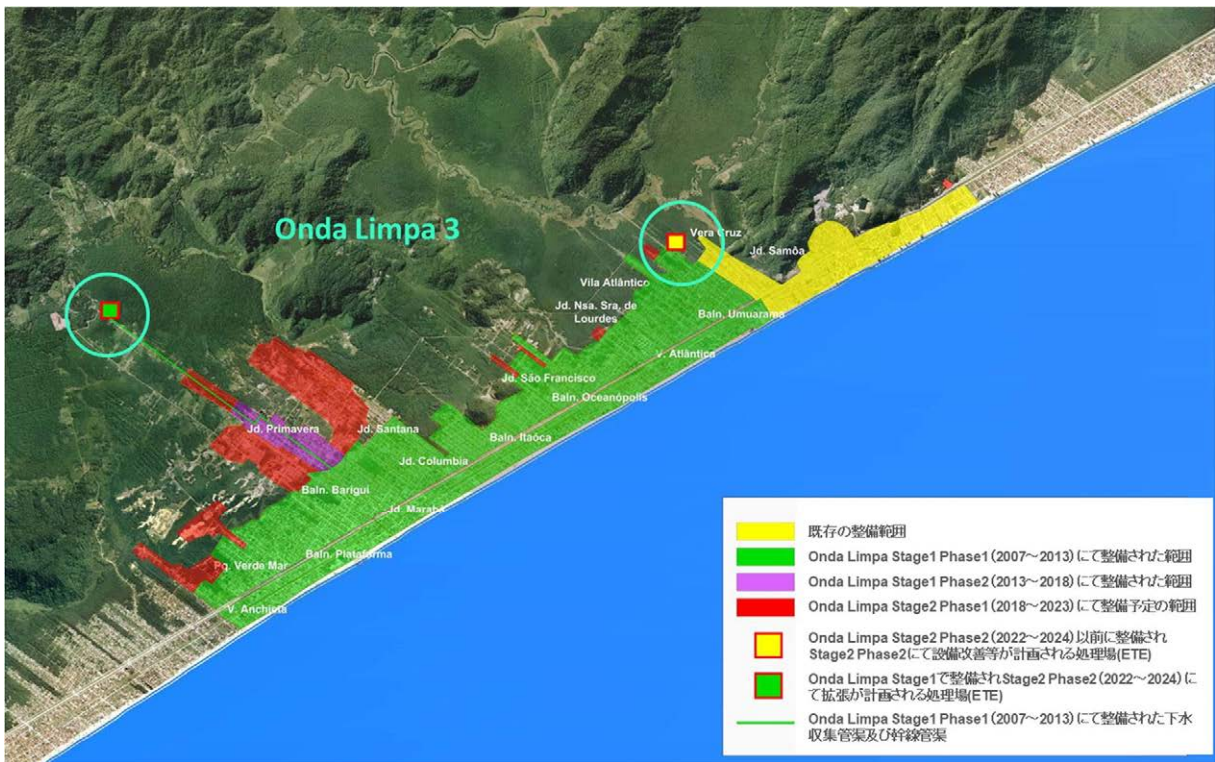 Onda Limpa 3
Vera Cruz
Jd. Samôa
Vila Atlântico
Jd. Nsa. Sra. de
Lourdes
Baln. Umuarama
V. Atlântica
Jd. São Francisco
Baln. Oceanópolis
Jd. Primavera
Jd. Santana
Baln. Itaóca
Jd. Columbia
Baln. Barigui
Jd. Marabá
Baln. Plataforma
Pq. Verde Mar
V. Anchieta
既存の整備範囲
Onda Limpa Stage1 Phase1(2007～2013)にて整備された範囲
Onda Limpa Stage1 Phase2(2013～2018)にて整備された範囲
Onda Limpa Stage2 Phase1(2018～2023)にて整備予定の範囲
Onda Limpa Stage2 Phase2(2022～2024)以前に整備され
Stage2 Phase2にて設備改善等が計画される処理場(ETE)
Onda Limpa Stage1で整備されStage2 Phase2(2022～2024)に
て拡張が計画される処理場(ETE)
Onda Limpa Stage1 Phase1(2007～2013)にて整備された下水
収集管渠及び幹線管渠